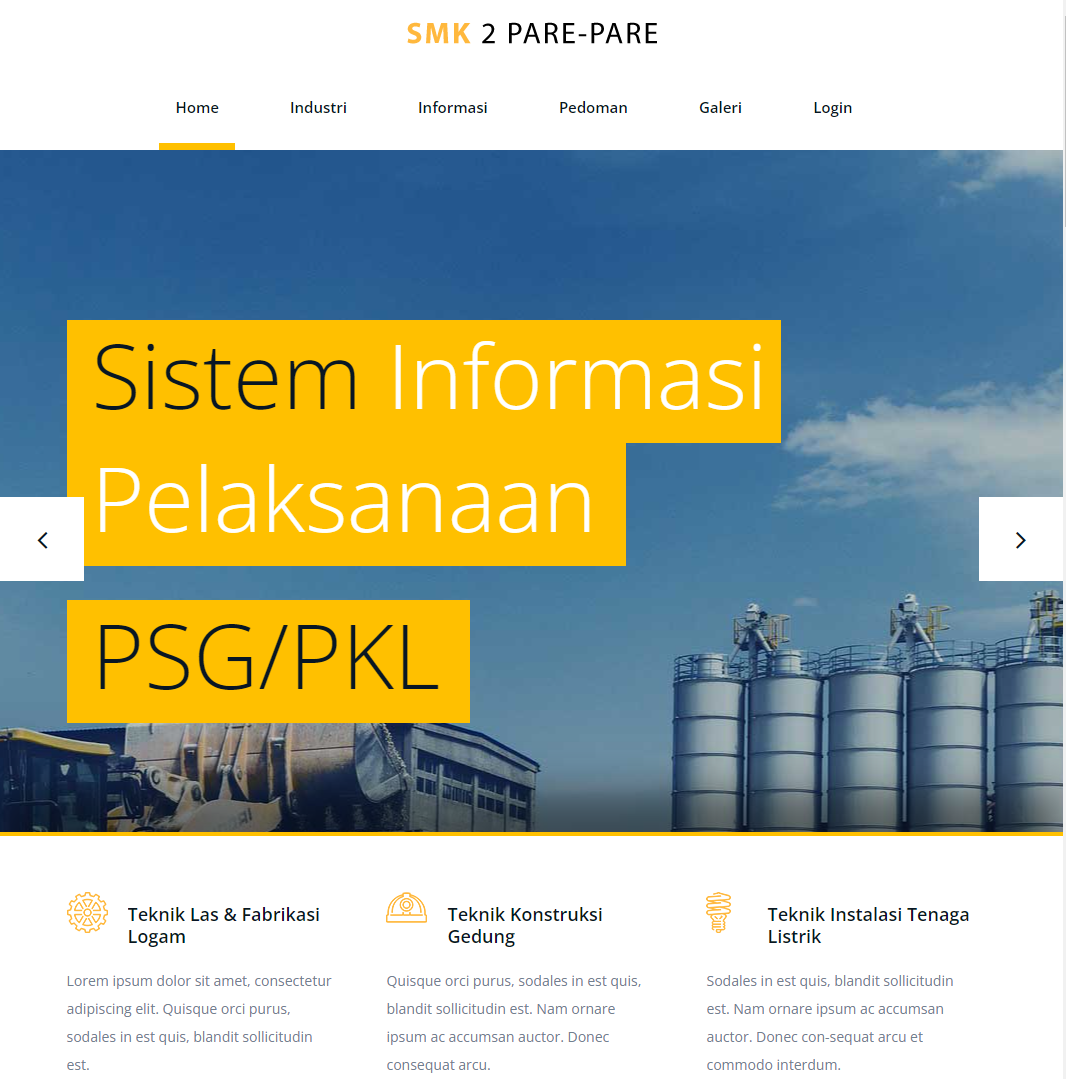 SMK 2 PARE-PARE
Home Industri Informasi Pedoman Galeri Login
Sistem Informasi
Pelaksanaan
PSG/PKL
Teknik Las & Fabrikasi
Logam
Lorem ipsum dolor sit amet, consectetur
adipiscing elit. Quisque orci purus,
sodales in est quis, blandit sollicitudin
est.
Teknik Konstruksi
Gedung
Quisque orci purus, sodales in est quis,
blandit sollicitudin est. Nam ornare
ipsum ac accumsan auctor. Donec
consequat arcu.
Teknik Instalasi Tenaga
Listrik
Sodales in est quis, blandit sollicitudin
est. Nam ornare ipsum ac accumsan
auctor. Donec con-sequat arcu et
commodo interdum.